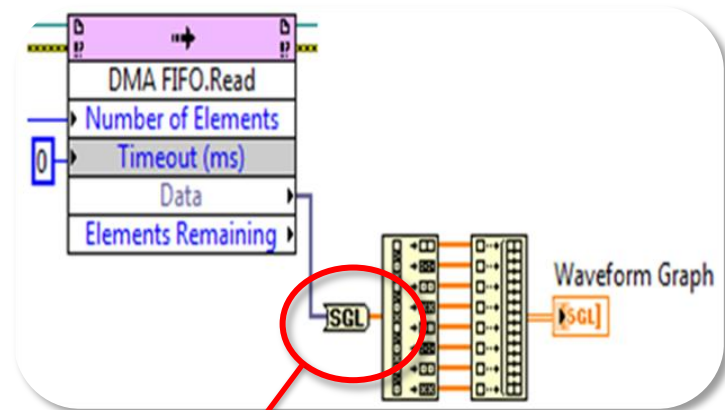 DMA FIFO.Read
Number of Elements
0
Timeout (ms)
Data
Elements Remaining
SGL
Waveform Graph
SGL]